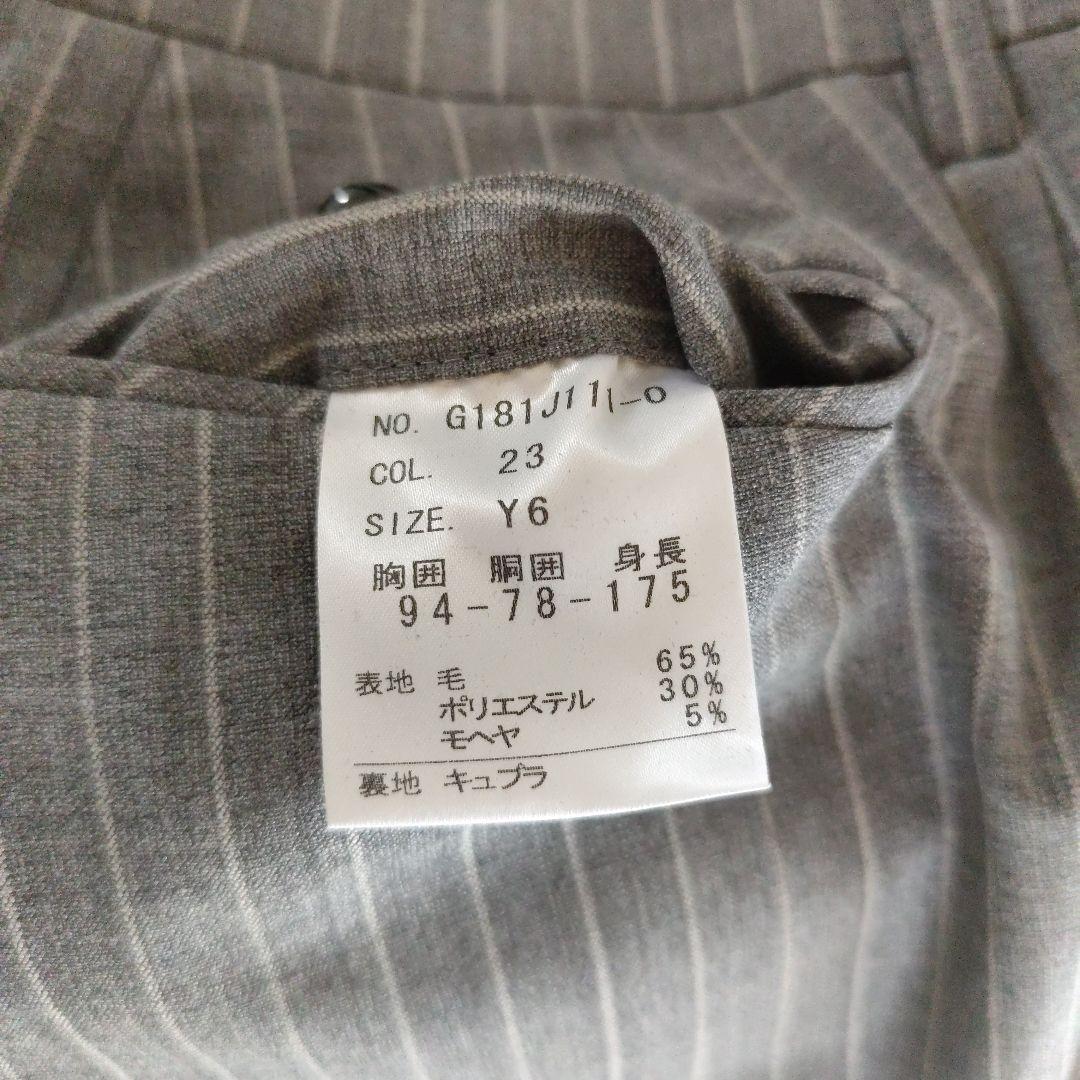 NO. G181J11I-0
COL. 23
SIZE. Y6
胸囲 胴囲 身長
94-78-175
表地 毛 65%
ポリエステル 30%
モヘヤ 5%
裏地 キュプラ